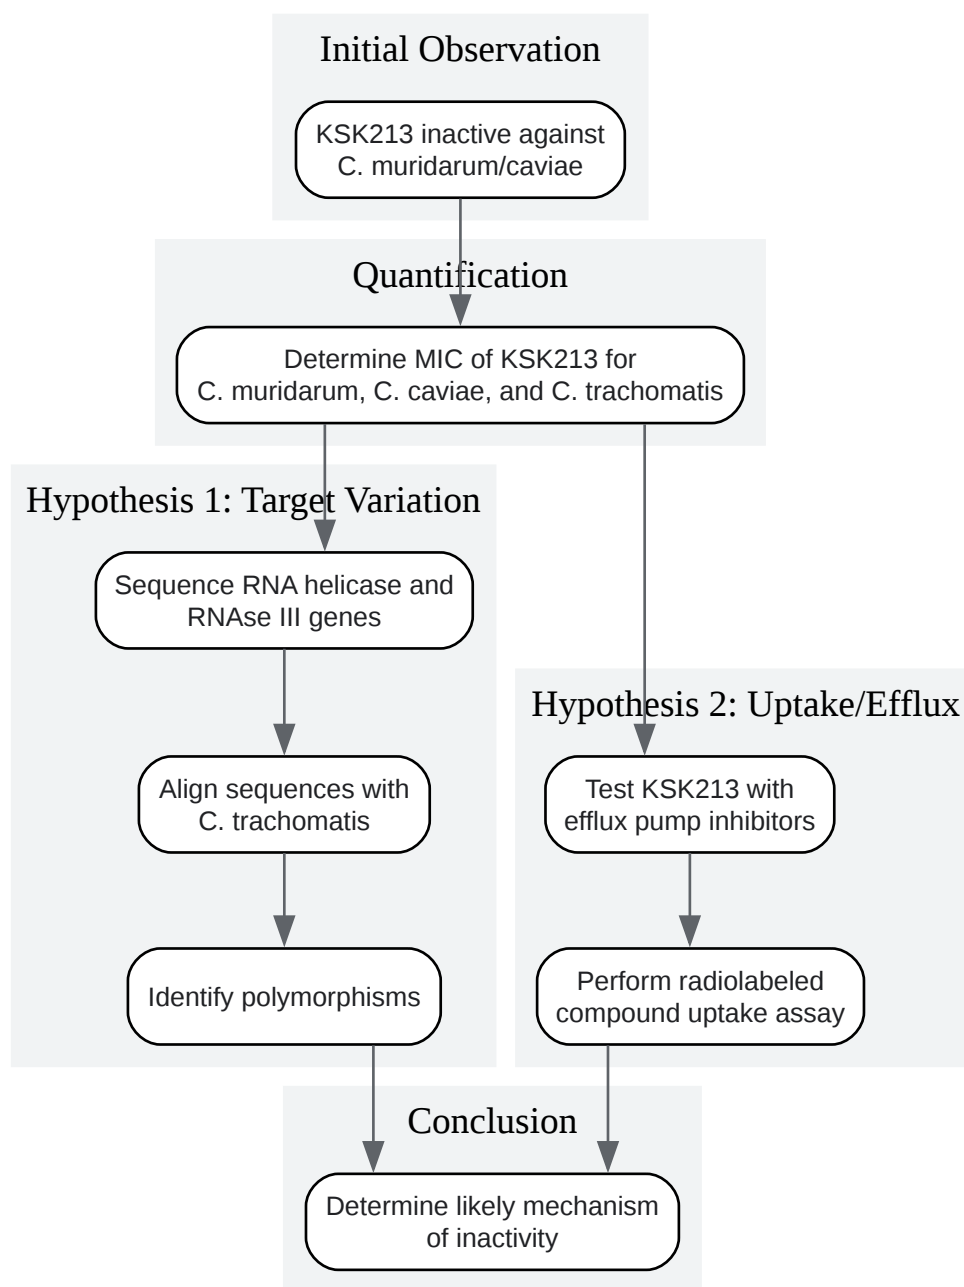 Initial Observation
KSK213 inactive against
C. muridarum/caviae
Quantification
Determine MIC of KSK213 for
C. muridarum, C. caviae, and C. trachomatis
Hypothesis 1: Target Variation
Sequence RNA helicase and
RNAse III genes
Align sequences with
C. trachomatis
Identify polymorphisms
Hypothesis 2: Uptake/Efflux
Test KSK213 with
efflux pump inhibitors
Perform radiolabeled
compound uptake assay
Conclusion
Determine likely mechanism
of inactivity